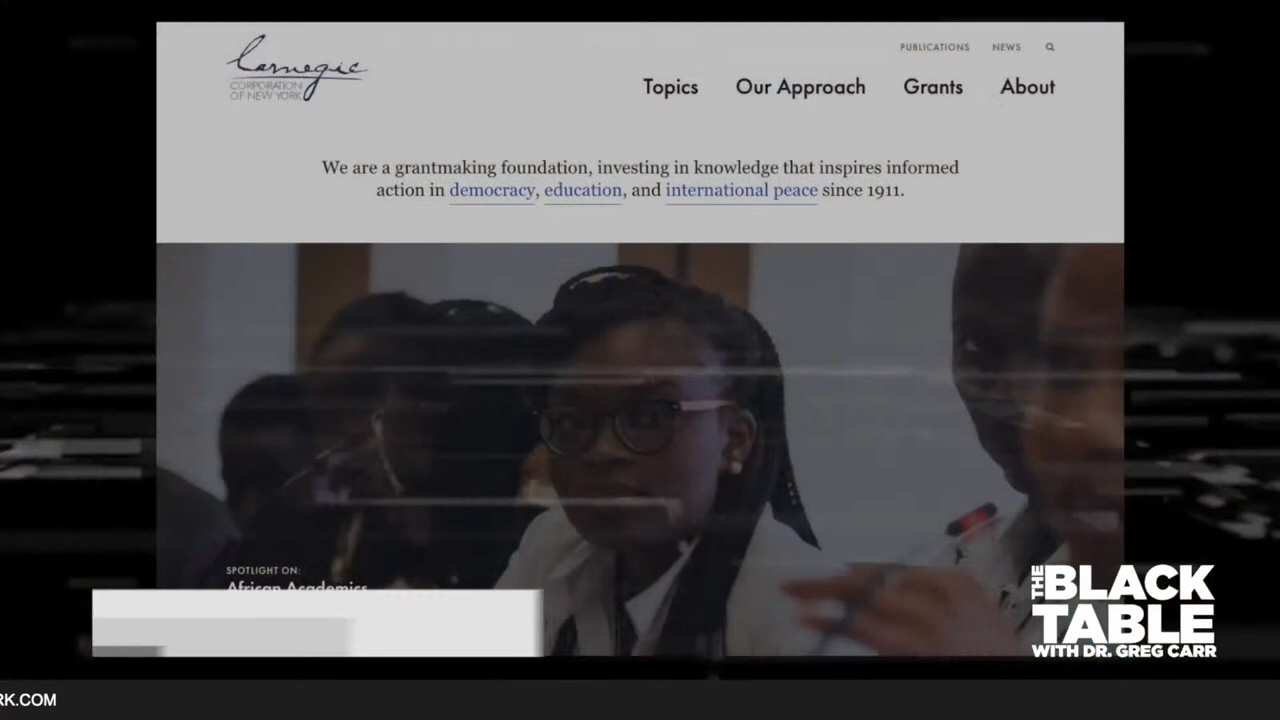 Carnegie
CORPORATION
OF NEW YORK
PUBLICATIONS NEWS
Topics Our Approach Grants About
We are a grantmaking foundation, investing in knowledge that inspires informed
action in democracy, education, and international peace since 1911.
SPOTLIGHT ON:
African Academics
THE BLACK
TABLE
WITH DR. GREG CARR
RK.COM